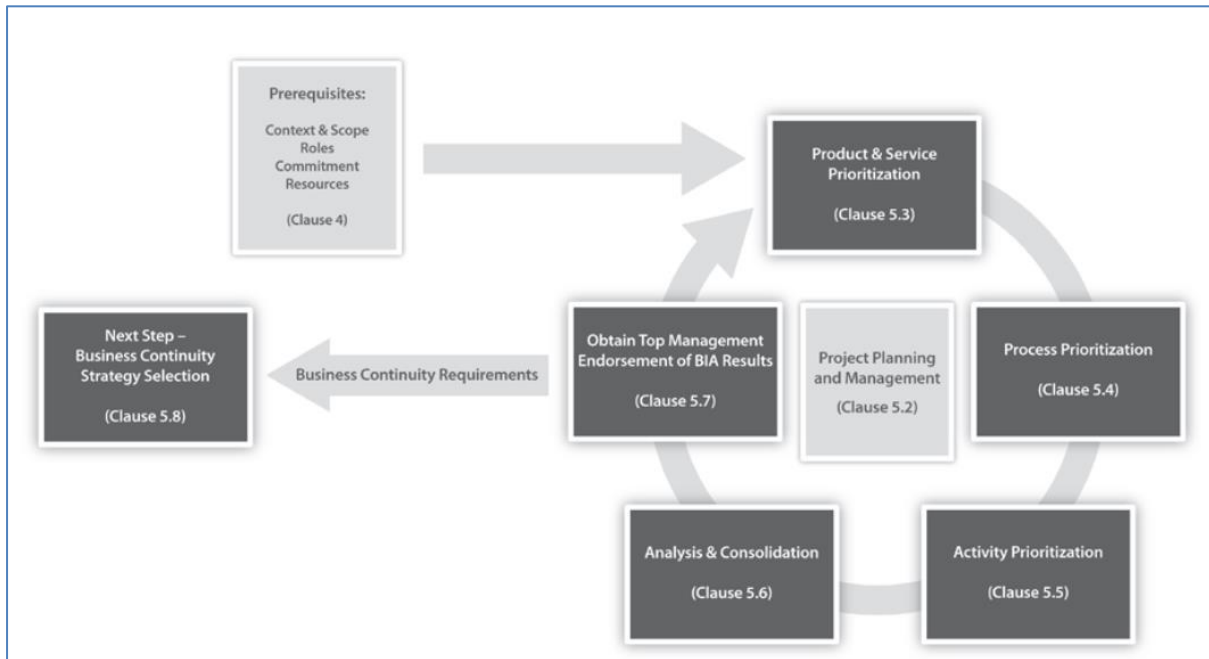 Prerequisites:
Context & Scope
Roles
Commitment
Resources
(Clause 4)
Product & Service
Prioritization
(Clause 5.3)
Process Prioritization
(Clause 5.4)
Activity Prioritization
(Clause 5.5)
Analysis & Consolidation
(Clause 5.6)
Obtain Top Management
Endorsement of BIA Results
(Clause 5.7)
Project Planning
and Management
(Clause 5.2)
Business Continuity Requirements
Next Step –
Business Continuity
Strategy Selection
(Clause 5.8)